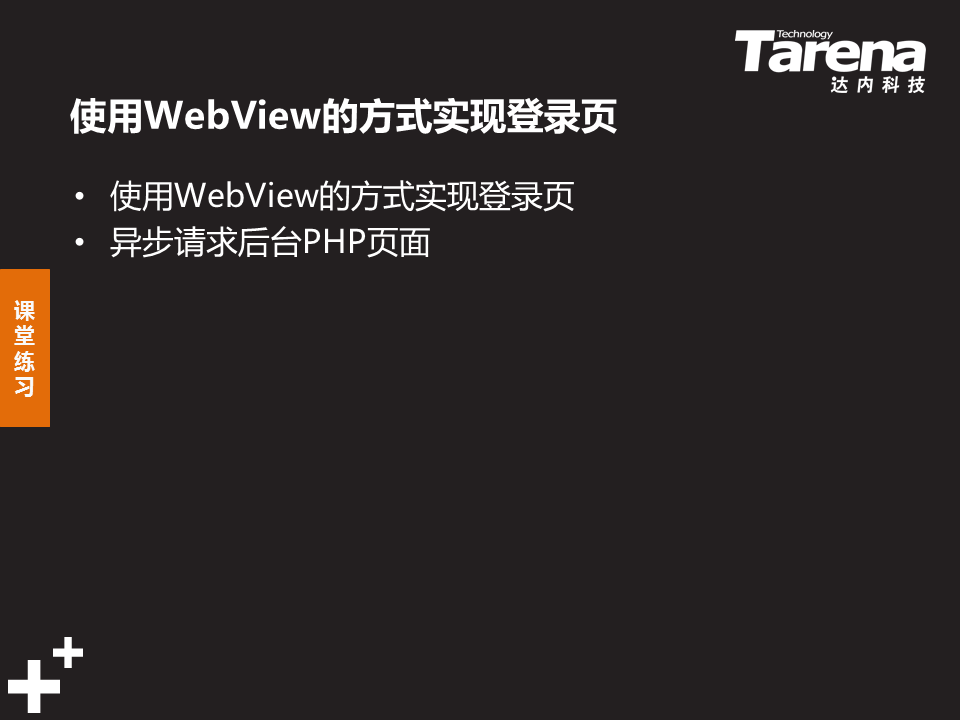 Technology
Tarena
达内科技
使用WebView的方式实现登录页
• 使用WebView的方式实现登录页
• 异步请求后台PHP页面
课
堂
练
习